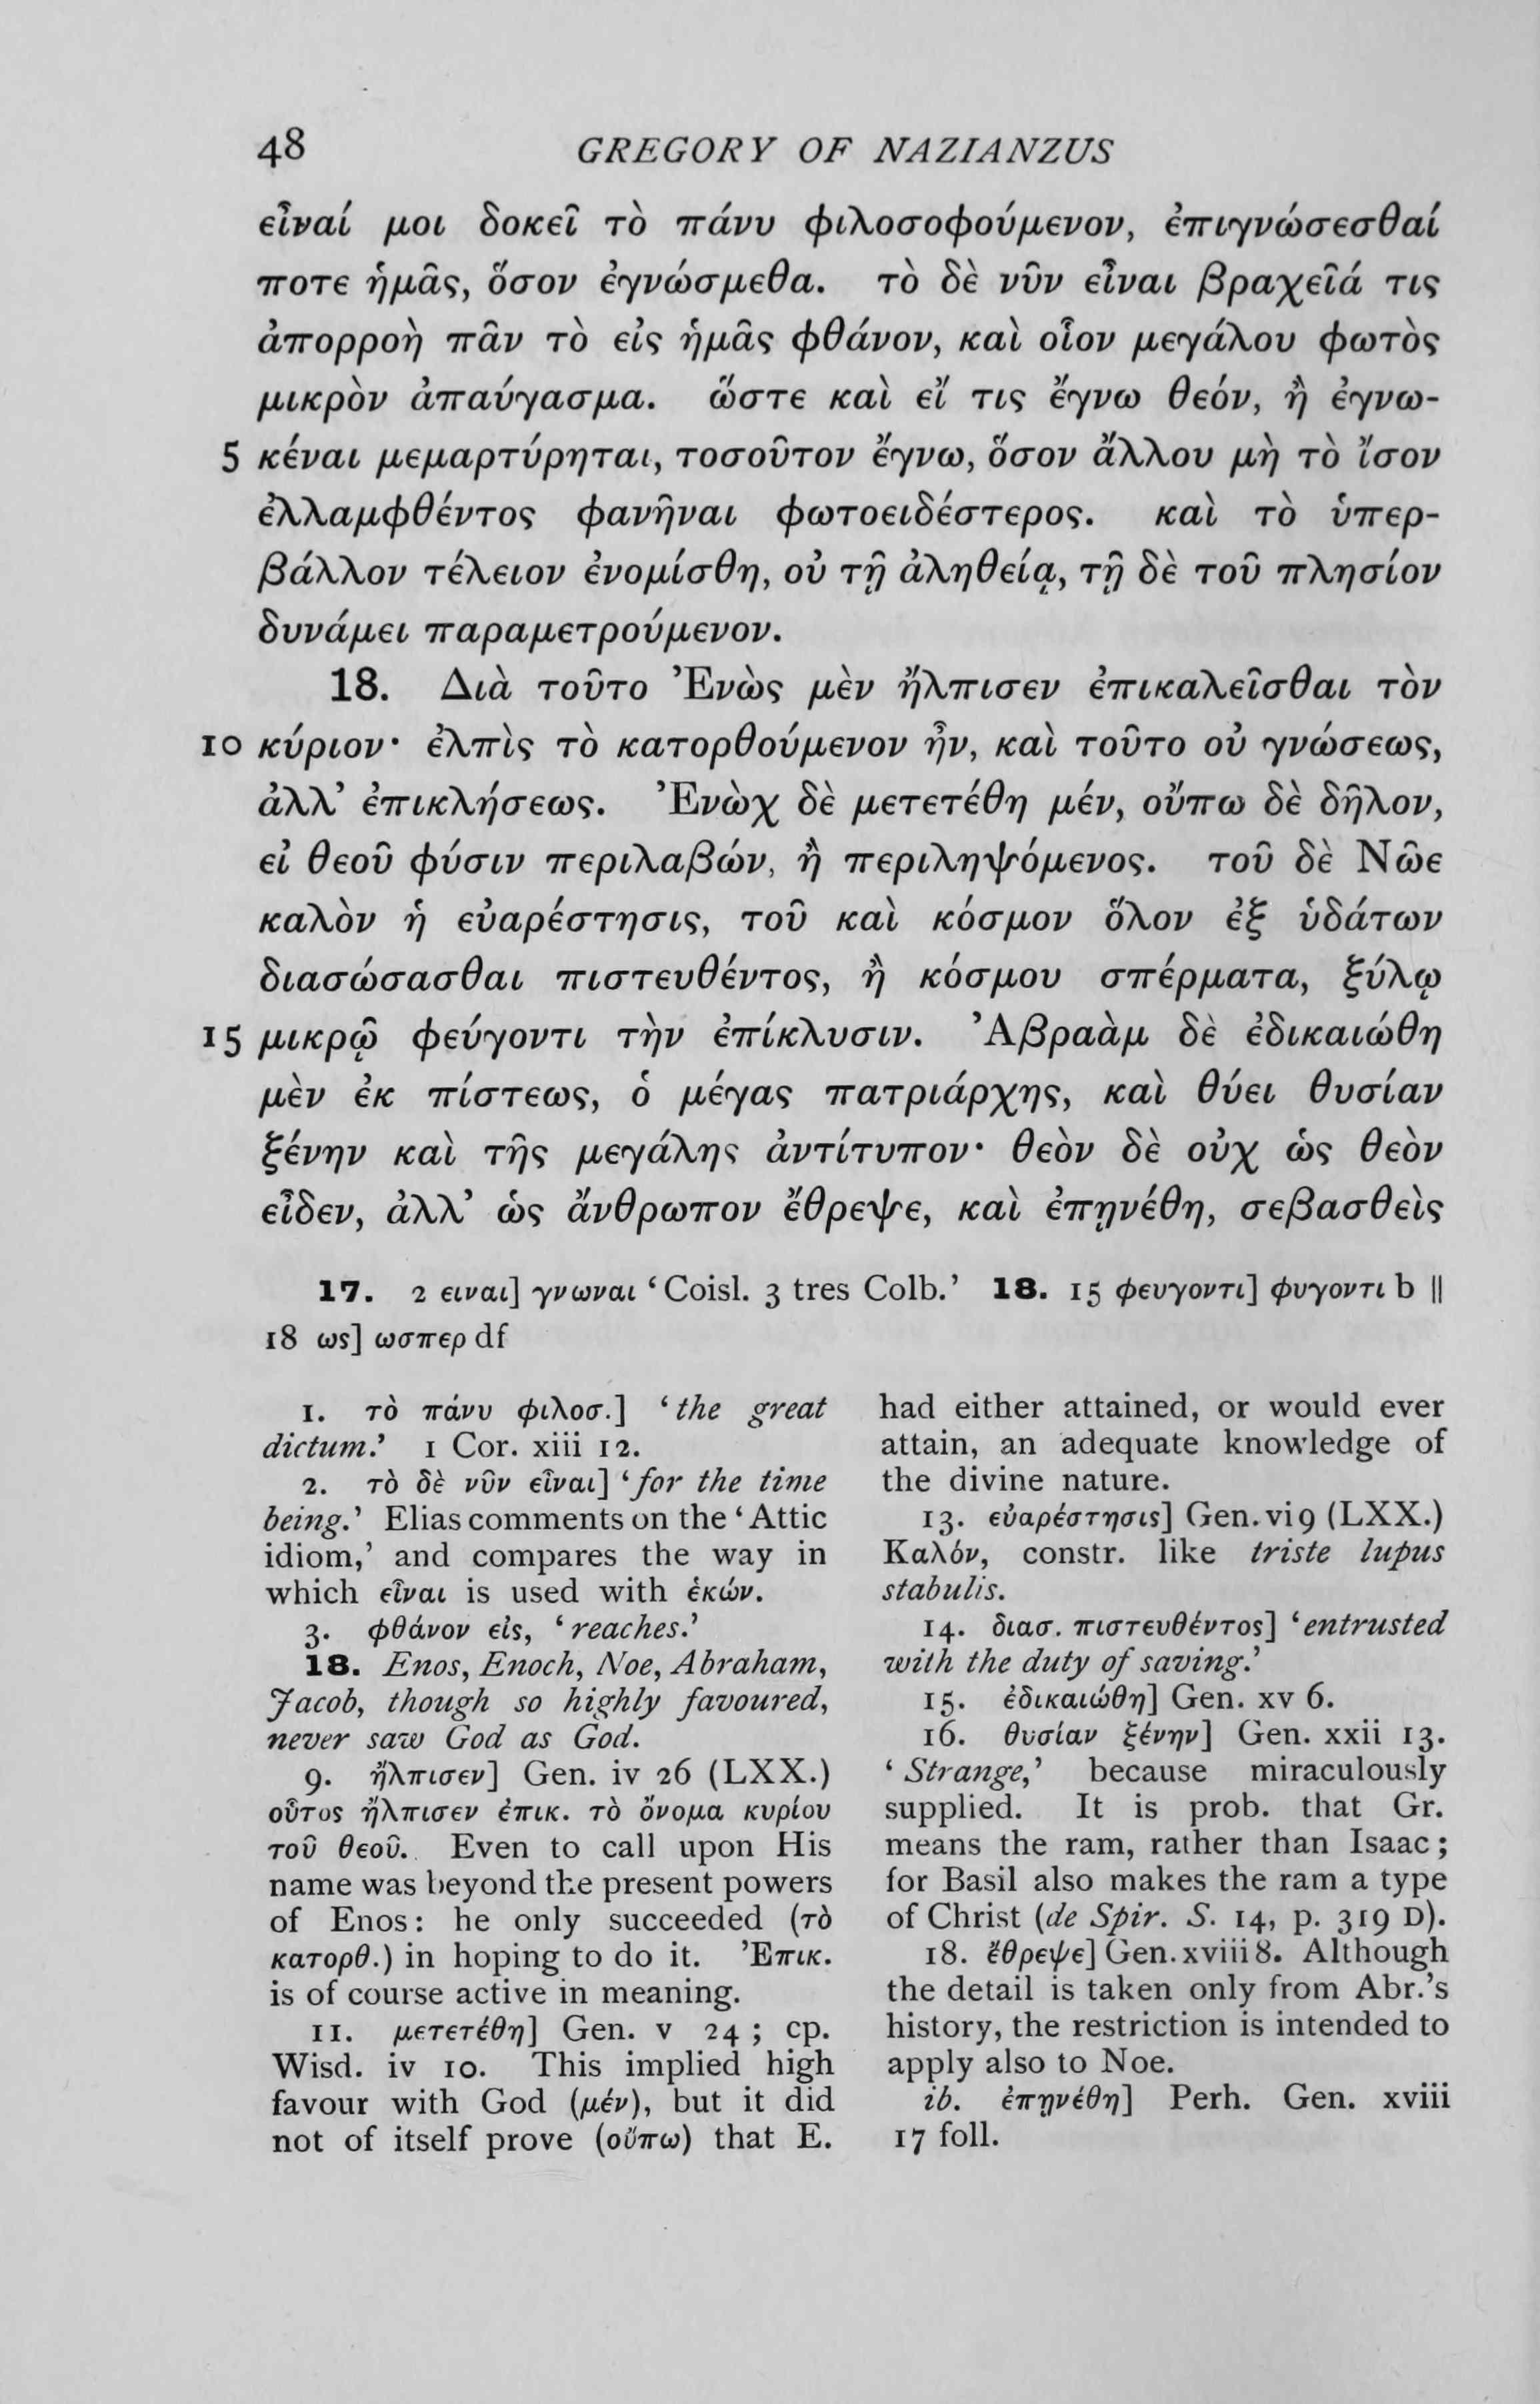 48 GREGORY OF NAZIANZUS
εἶναί μοι δοκεῖ τὸ πάνυ φιλοσοφούμενον, ἐπιγνώσεσθαί
ποτε ἡμᾶς, ὅσον ἐγνώσμεθα. τὸ δὲ νῦν εἶναι βραχεῖά τις
ἀπορροὴ πᾶν τὸ εἰς ἡμᾶς φθάνον, καὶ οἷον μεγάλου φωτὸς
μικρὸν ἀπαύγασμα. ὥστε καὶ εἴ τις ἔγνω θεόν, ἢ ἐγνω-
5 κέναι μεμαρτύρηται, τοσοῦτον ἔγνω, ὅσον ἄλλου μὴ τὸ ἴσον
ἐλλαμφθέντος φανῆναι φωτοειδέστερος. καὶ τὸ ὑπερ-
βάλλον τέλειον ἐνομίσθη, οὐ τῇ ἀληθείᾳ, τῇ δὲ τοῦ πλησίον
δυνάμει παραμετρούμενον.
18. Διὰ τοῦτο Ἐνὼς μὲν ἤλπισεν ἐπικαλεῖσθαι τὸν
10 κύριον· ἐλπὶς τὸ κατορθούμενον ἦν, καὶ τοῦτο οὐ γνώσεως,
ἀλλ’ ἐπικλήσεως. Ἐνὼχ δὲ μετετέθη μέν, οὔπω δὲ δῆλον,
εἰ θεοῦ φύσιν περιλαβών, ἢ περιληψόμενος. τοῦ δὲ Νῶε
καλὸν ἡ εὐαρέστησις, τοῦ καὶ κόσμον ὅλον ἐξ ὑδάτων
διασώσασθαι πιστευθέντος, ἢ κόσμου σπέρματα, ξύλῳ
15 μικρῷ φεύγοντι τὴν ἐπίκλυσιν. Ἀβραὰμ δὲ ἐδικαιώθη
μὲν ἐκ πίστεως, ὁ μέγας πατριάρχης, καὶ θύει θυσίαν
ξένην καὶ τῆς μεγάλης ἀντίτυπον· θεὸν δὲ οὐχ ὡς θεὸν
εἶδεν, ἀλλ’ ὡς ἄνθρωπον ἔθρεψε, καὶ ἐπῃνέθη, σεβασθεὶς
17. 2 ειναι] γνωναι ‘Coisl. 3 tres Colb.’ 18. 15 φευγοντι] φυγοντι b ||
18 ως] ωσπερ df
1. τὸ πάνυ φιλοσ.] ‘the great
dictum.’ 1 Cor. xiii 12.
2. τὸ δὲ νῦν εἶναι] ‘for the time
being.’ Elias comments on the ‘Attic
idiom,’ and compares the way in
which εἶναι is used with ἑκών.
3. φθάνον εἰς, ‘reaches.’
18. Enos, Enoch, Noe, Abraham,
Jacob, though so highly favoured,
never saw God as God.
9. ἤλπισεν] Gen. iv 26 (LXX.)
οὗτος ἤλπισεν ἐπικ. τὸ ὄνομα κυρίου
τοῦ θεοῦ. Even to call upon His
name was beyond the present powers
of Enos: he only succeeded (τὸ
κατορθ.) in hoping to do it. Ἐπικ.
is of course active in meaning.
11. μετετέθη] Gen. v 24; cp.
Wisd. iv 10. This implied high
favour with God (μέν), but it did
not of itself prove (οὔπω) that E.
had either attained, or would ever
attain, an adequate knowledge of
the divine nature.
13. εὐαρέστησις] Gen. vi 9 (LXX.)
Καλόν, constr. like triste lupus
stabulis.
14. διασ. πιστευθέντος] ‘entrusted
with the duty of saving.’
15. ἐδικαιώθη] Gen. xv 6.
16. θυσίαν ξένην] Gen. xxii 13.
‘Strange,’ because miraculously
supplied. It is prob. that Gr.
means the ram, rather than Isaac;
for Basil also makes the ram a type
of Christ (de Spir. S. 14, p. 319 D).
18. ἔθρεψε] Gen. xviii 8. Although
the detail is taken only from Abr.’s
history, the restriction is intended to
apply also to Noe.
ib. ἐπῃνέθη] Perh. Gen. xviii
17 foll.